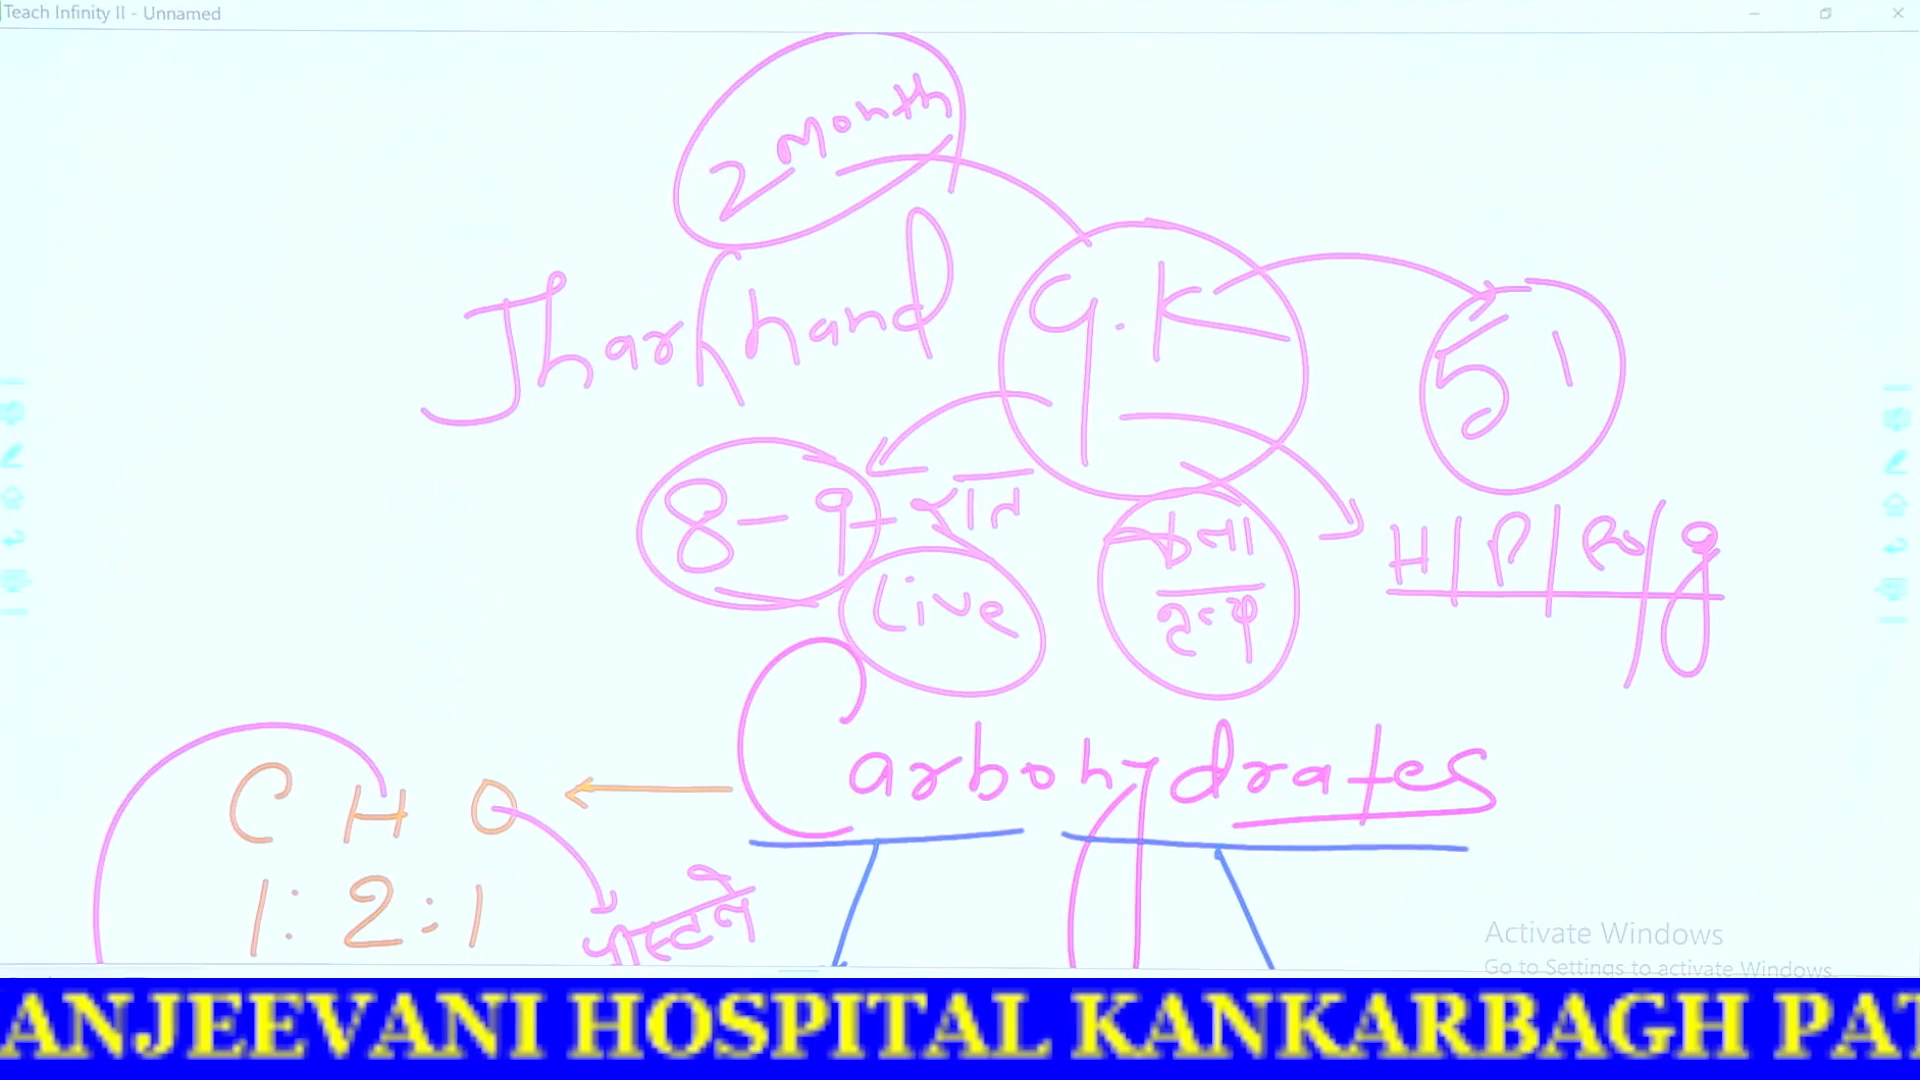 Teach Infinity II - Unnamed
2 Month
Jharkhand G.K 51
8-9-रात
Live
H/P/Eco/g
Carbohydrates
C H O
1:2:1
Activate Windows
Go to Settings to activate Windows.
ANJEEVANI HOSPITAL KANKARBAGH PAT